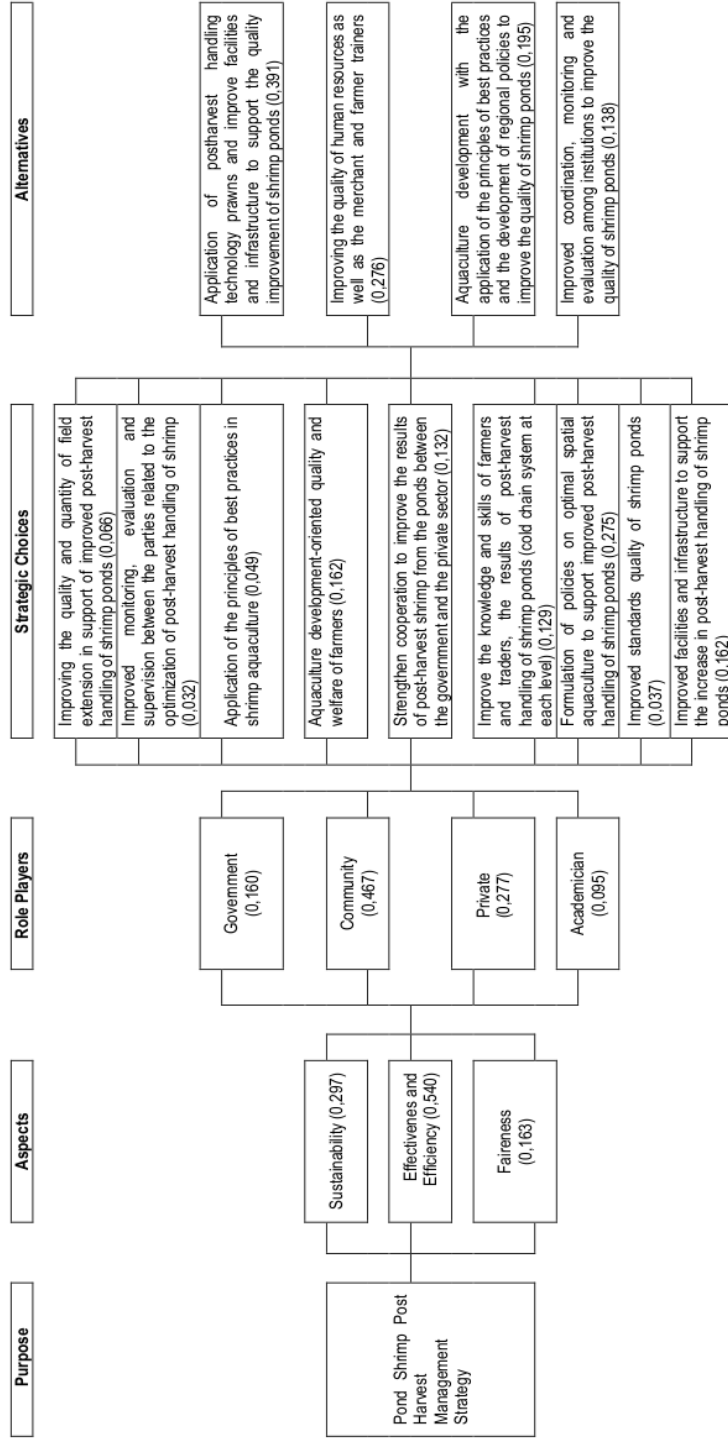 Purpose
Pond Shrimp Post
Harvest
Management
Strategy
Aspects
Sustainability (0,297)
Effectivenes and
Efficiency (0,540)
Faireness
(0,163)
Role Players
Government
(0,160)
Community
(0,467)
Private
(0,277)
Academician
(0,095)
Strategic Choices
Improving the quality and quantity of field
extension in support of improved post-harvest
handling of shrimp ponds (0,066)
Improved monitoring, evaluation and
supervision between the parties related to the
optimization of post-harvest handling of shrimp
(0,032)
Application of the principles of best practices in
shrimp aquaculture (0,049)
Aquaculture development-oriented quality and
welfare of farmers (0,162)
Strengthen cooperation to improve the results
of post-harvest shrimp from the ponds between
the government and the private sector (0,132)
Improve the knowledge and skills of farmers
and traders, the results of post-harvest
handling of shrimp ponds (cold chain system at
each level) (0,129)
Formulation of policies on optimal spatial
aquaculture to support improved post-harvest
handling of shrimp ponds (0,275)
Improved standards quality of shrimp ponds
(0,037)
Improved facilities and infrastructure to support
the increase in post-harvest handling of shrimp
ponds (0,162)
Alternatives
Application of postharvest handling
technology prawns and improve facilities
and infrastructure to support the quality
improvement of shrimp ponds (0,391)
Improving the quality of human resources as
well as the merchant and farmer trainers
(0,276)
Aquaculture development with the
application of the principles of best practices
and the development of regional policies to
improve the quality of shrimp ponds (0,195)
Improved coordination, monitoring and
evaluation among institutions to improve the
quality of shrimp ponds (0,138)